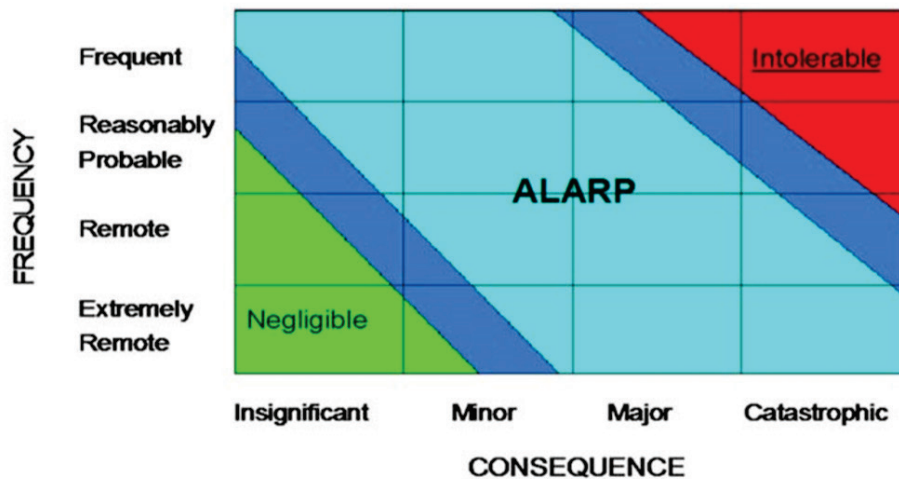 FREQUENCY
Frequent
Reasonably
Probable
Remote
Extremely
Remote
Intolerable
ALARP
Negligible
Insignificant
Minor
Major
Catastrophic
CONSEQUENCE